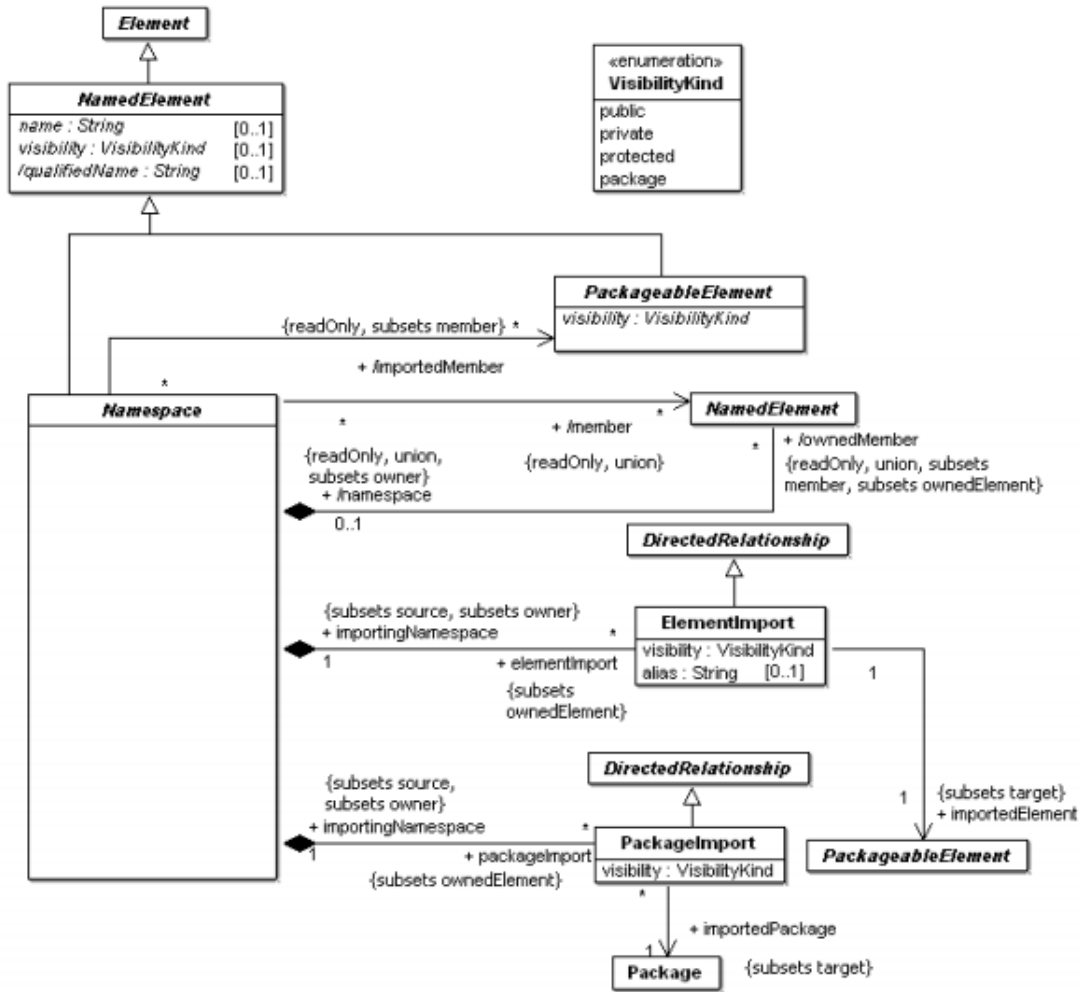 Element
NamedElement
name : String [0..1]
visibility : VisibilityKind [0..1]
/qualifiedName : String [0..1]
«enumeration»
VisibilityKind
public
private
protected
package
PackageableElement
visibility : VisibilityKind
{readOnly, subsets member} *
+ /importedMember
*
Namespace
NamedElement
*
+ /member
*
{readOnly, union}
*
+ /ownedMember
{readOnly, union, subsets
member, subsets ownedElement}
{readOnly, union,
subsets owner}
+ /namespace
0..1
DirectedRelationship
{subsets source, subsets owner}
+ importingNamespace
1
*
+ elementImport
{subsets
ownedElement}
ElementImport
visibility : VisibilityKind
alias : String [0..1]
1
1
{subsets target}
+ importedElement
PackageableElement
DirectedRelationship
{subsets source,
subsets owner}
+ importingNamespace
1
*
+ packageImport
{subsets ownedElement}
PackageImport
visibility : VisibilityKind
*
+ importedPackage
1
{subsets target}
Package